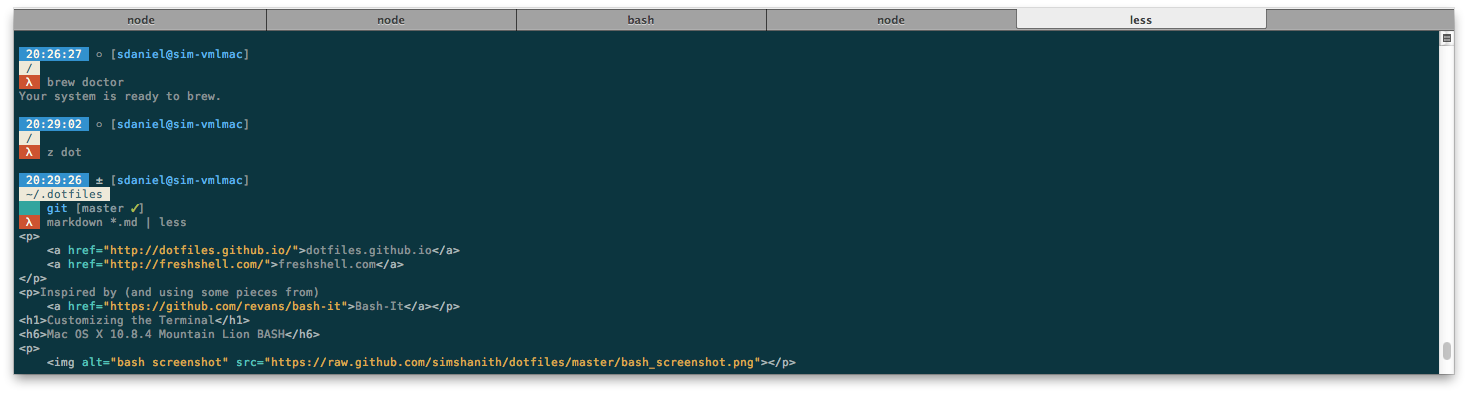 node node bash node less
20:26:27 ○ [sdaniel@sim-vmlmac]
/
λ brew doctor
Your system is ready to brew.
20:29:02 ○ [sdaniel@sim-vmlmac]
/
λ z dot
20:29:26 ± [sdaniel@sim-vmlmac]
~/.dotfiles
git [master ✓]
λ markdown *.md | less
<p>
    <a href="http://dotfiles.github.io/">dotfiles.github.io</a>
    <a href="http://freshshell.com/">freshshell.com</a>
</p>
<p>Inspired by (and using some pieces from)
    <a href="https://github.com/revans/bash-it">Bash-It</a></p>
<h1>Customizing the Terminal</h1>
<h6>Mac OS X 10.8.4 Mountain Lion BASH</h6>
<p>
    <img alt="bash screenshot" src="https://raw.github.com/simshanith/dotfiles/master/bash_screenshot.png"></p>